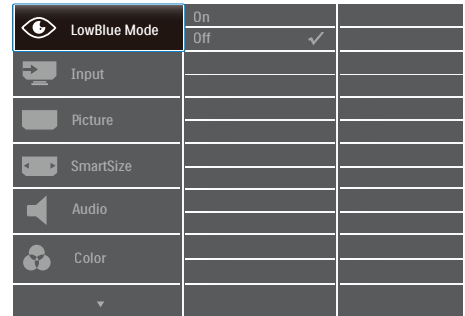 LowBlue Mode
On
Off
Input
Picture
SmartSize
Audio
Color